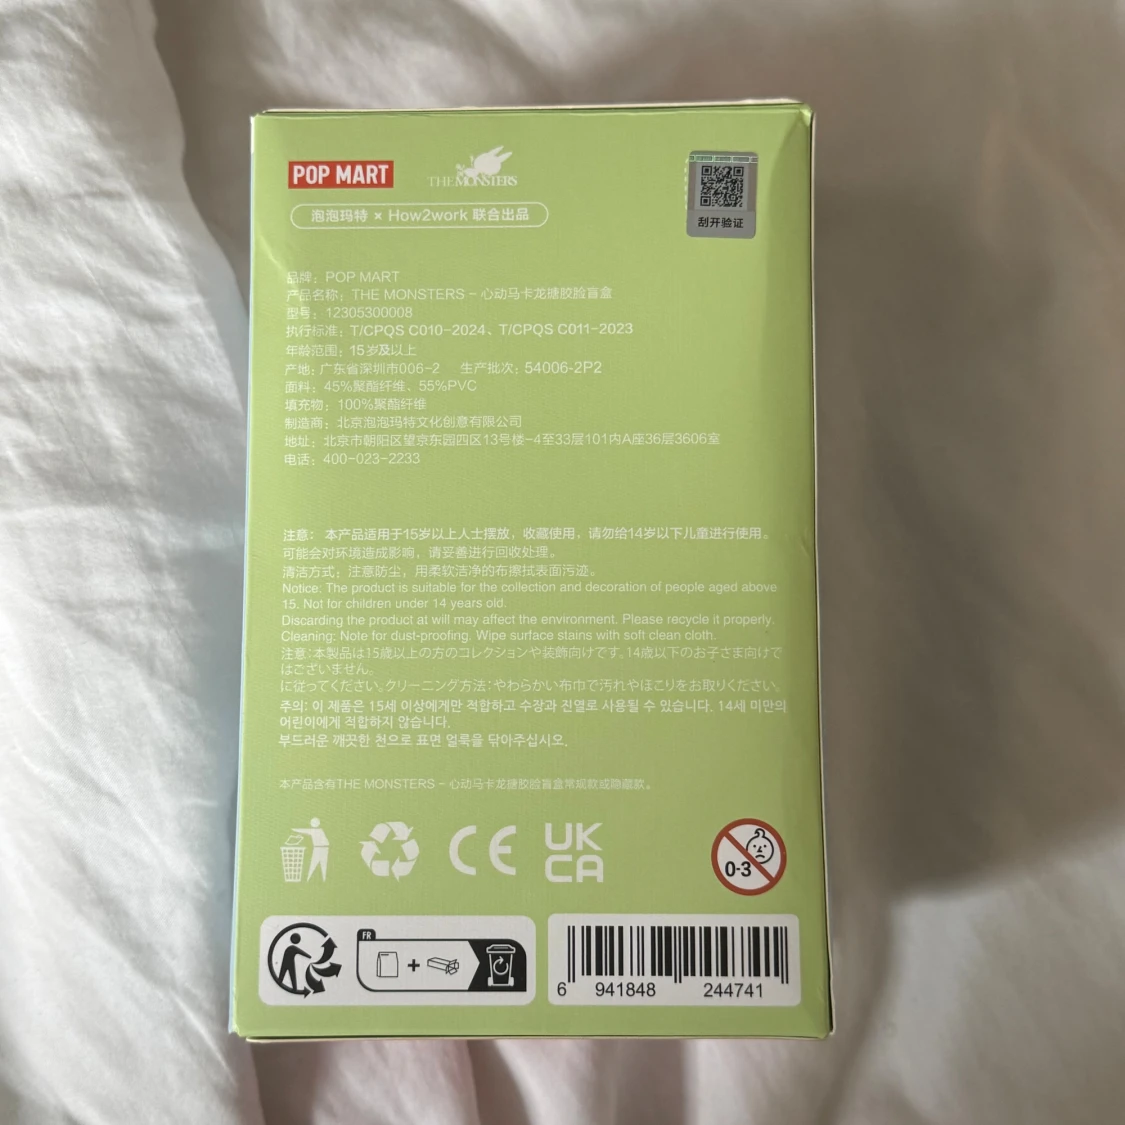 POP MART
THE MONSTERS
泡泡玛特 × How2work 联合出品
刮开验证
品牌：POP MART
产品名称：THE MONSTERS - 心动马卡龙搪胶脸盲盒
型号：12305300008
执行标准：T/CPQS C010-2024、T/CPQS C011-2023
年龄范围：15岁及以上
产地：广东省深圳市006-2 生产批次：54006-2P2
面料：45%聚酯纤维、55%PVC
填充物：100%聚酯纤维
制造商：北京泡泡玛特文化创意有限公司
地址：北京市朝阳区望京东园四区13号楼-4至33层101内A座36层3606室
电话：400-023-2233
注意：本产品适用于15岁以上人士摆放，收藏使用，请勿给14岁以下儿童进行使用。
可能会对环境造成影响，请妥善进行回收处理。
清洁方式：注意防尘，用柔软洁净的布擦拭表面污迹。
Notice: The product is suitable for the collection and decoration of people aged above
15. Not for children under 14 years old.
Discarding the product at will may affect the environment. Please recycle it properly.
Cleaning: Note for dust-proofing. Wipe surface stains with soft clean cloth.
注意：本製品は15歳以上の方のコレクションや装飾向けです。14歳以下のお子さま向けで
はございません。
に従ってください。クリーニング方法：やわらかい布巾で汚れやほこりをお取りください。
주의: 이 제품은 15세 이상에게만 적합하고 수장과 진열로 사용될 수 있습니다. 14세 미만의
어린이에게 적합하지 않습니다.
부드러운 깨끗한 천으로 표면 얼룩을 닦아주십시오.
本产品含有THE MONSTERS - 心动马卡龙搪胶脸盲盒常规款或隐藏款。
CE
UK
CA
0-3
FR
+
6 941848 244741